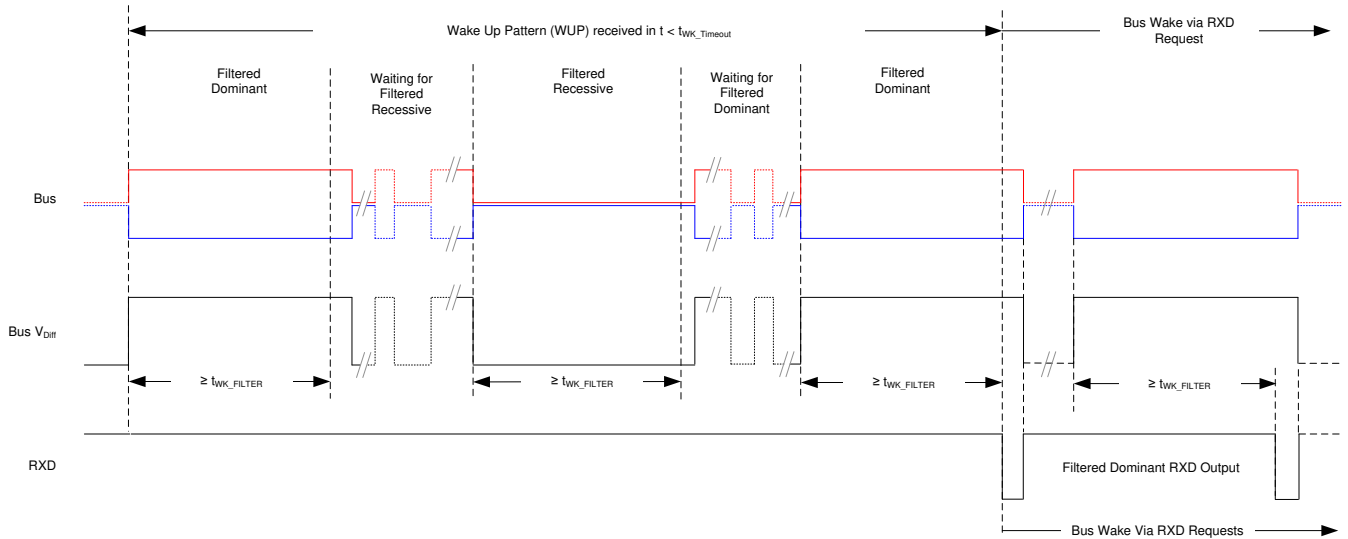 Wake Up Pattern (WUP) received in t < tWK_Timeout
Bus Wake via RXD
Request
Filtered
Dominant
Waiting for
Filtered
Recessive
Filtered
Recessive
Waiting for
Filtered
Dominant
Filtered
Dominant
Bus
Bus VDiff
≥ tWK_FILTER
≥ tWK_FILTER
≥ tWK_FILTER
≥ tWK_FILTER
RXD
Filtered Dominant RXD Output
Bus Wake Via RXD Requests